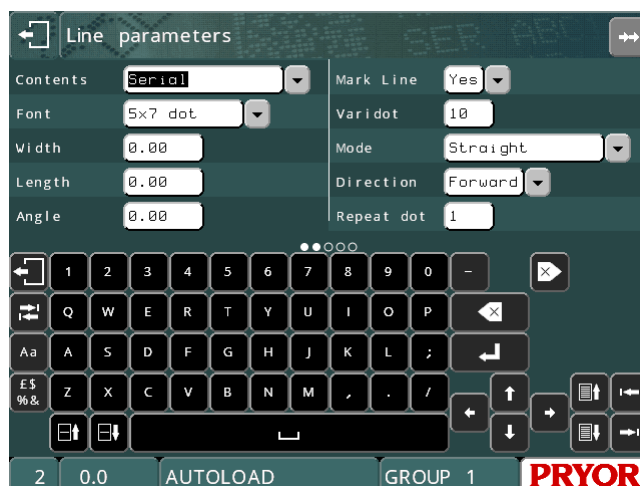 Line parameters
Contents Serial Mark Line Yes
Font 5x7 dot Varidot 10
Width 0.00 Mode Straight
Length 0.00 Direction Forward
Angle 0.00 Repeat dot 1
1 2 3 4 5 6 7 8 9 0 -
Q W E R T Y U I O P
Aa A S D F G H J K L ;
£$ %& Z X C V B N M , . /
2 0.0 AUTOLOAD GROUP 1 PRYOR